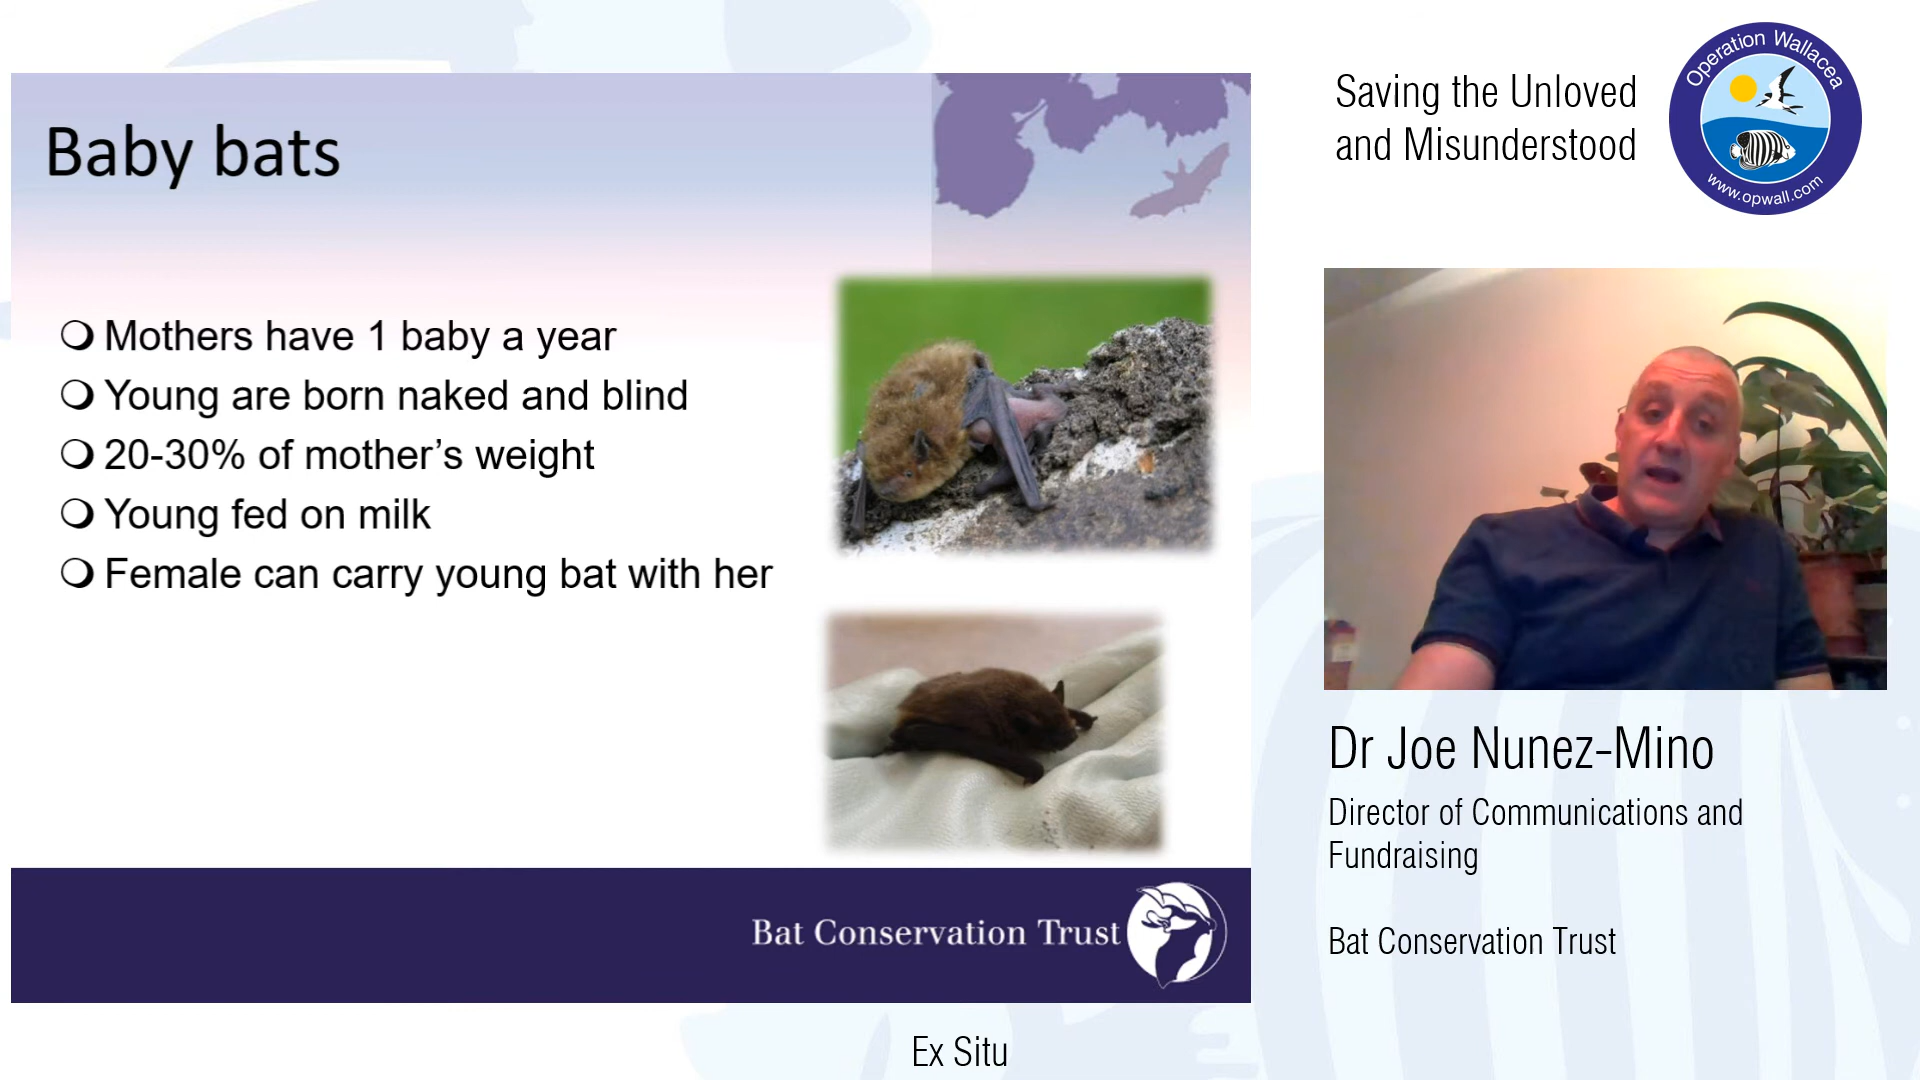 Baby bats
Mothers have 1 baby a year
Young are born naked and blind
20-30% of mother’s weight
Young fed on milk
Female can carry young bat with her
Bat Conservation Trust
Saving the Unloved
and Misunderstood
Operation Wallacea
www.opwall.com
Dr Joe Nunez-Mino
Director of Communications and
Fundraising
Bat Conservation Trust
Ex Situ